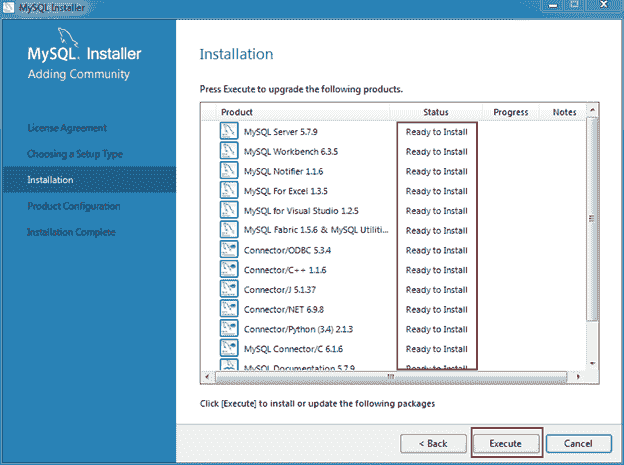 MySQL Installer
MySQL. Installer
Adding Community
License Agreement
Choosing a Setup Type
Installation
Product Configuration
Installation Complete
Installation
Press Execute to upgrade the following products.
Product Status Progress Notes
MySQL Server 5.7.9 Ready to Install
MySQL Workbench 6.3.5 Ready to Install
MySQL Notifier 1.1.6 Ready to Install
MySQL For Excel 1.3.5 Ready to Install
MySQL for Visual Studio 1.2.5 Ready to Install
MySQL Fabric 1.5.6 & MySQL Utiliti... Ready to Install
Connector/ODBC 5.3.4 Ready to Install
Connector/C++ 1.1.6 Ready to Install
Connector/J 5.1.37 Ready to Install
Connector/NET 6.9.8 Ready to Install
Connector/Python (3.4) 2.1.3 Ready to Install
MySQL Connector/C 6.1.6 Ready to Install
MySQL Documentation 5.7.9 Ready to Install
Click [Execute] to install or update the following packages
< Back Execute Cancel